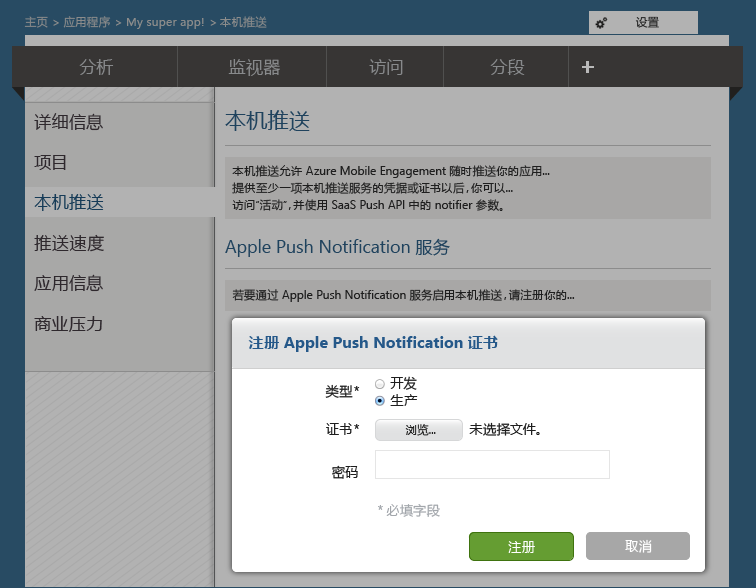 主页 > 应用程序 > My super app! > 本机推送
设置
分析
监视器
访问
分段
+
详细信息
项目
本机推送
推送速度
应用信息
商业压力
本机推送
本机推送允许 Azure Mobile Engagement 随时推送你的应用...
提供至少一项本机推送服务的凭据或证书以后，你可以...
访问“活动”，并使用 SaaS Push API 中的 notifier 参数。
Apple Push Notification 服务
若要通过 Apple Push Notification 服务启用本机推送，请注册你的...
注册 Apple Push Notification 证书
类型*
开发
生产
证书*
浏览...
未选择文件。
密码
* 必填字段
注册
取消